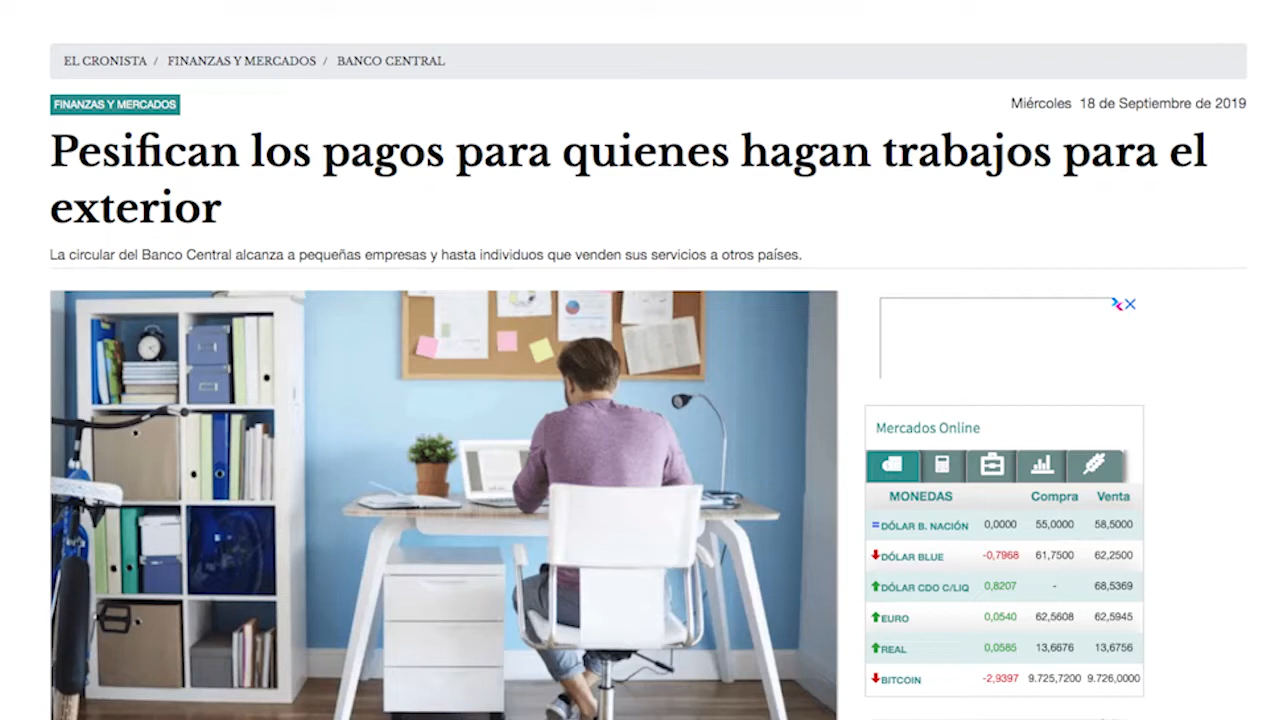 EL CRONISTA / FINANZAS Y MERCADOS / BANCO CENTRAL
FINANZAS Y MERCADOS
Miércoles 18 de Septiembre de 2019
Pesifican los pagos para quienes hagan trabajos para el
exterior
La circular del Banco Central alcanza a pequeñas empresas y hasta individuos que venden sus servicios a otros países.
Mercados Online
MONEDAS Compra Venta
DÓLAR B. NACIÓN 0,0000 55,0000 58,5000
DÓLAR BLUE -0,7968 61,7500 62,2500
DÓLAR CDO C/LIQ 0,8207 - 68,5369
EURO 0,0540 62,5608 62,5945
REAL 0,0585 13,6676 13,6756
BITCOIN -2,9397 9.725,7200 9.726,0000